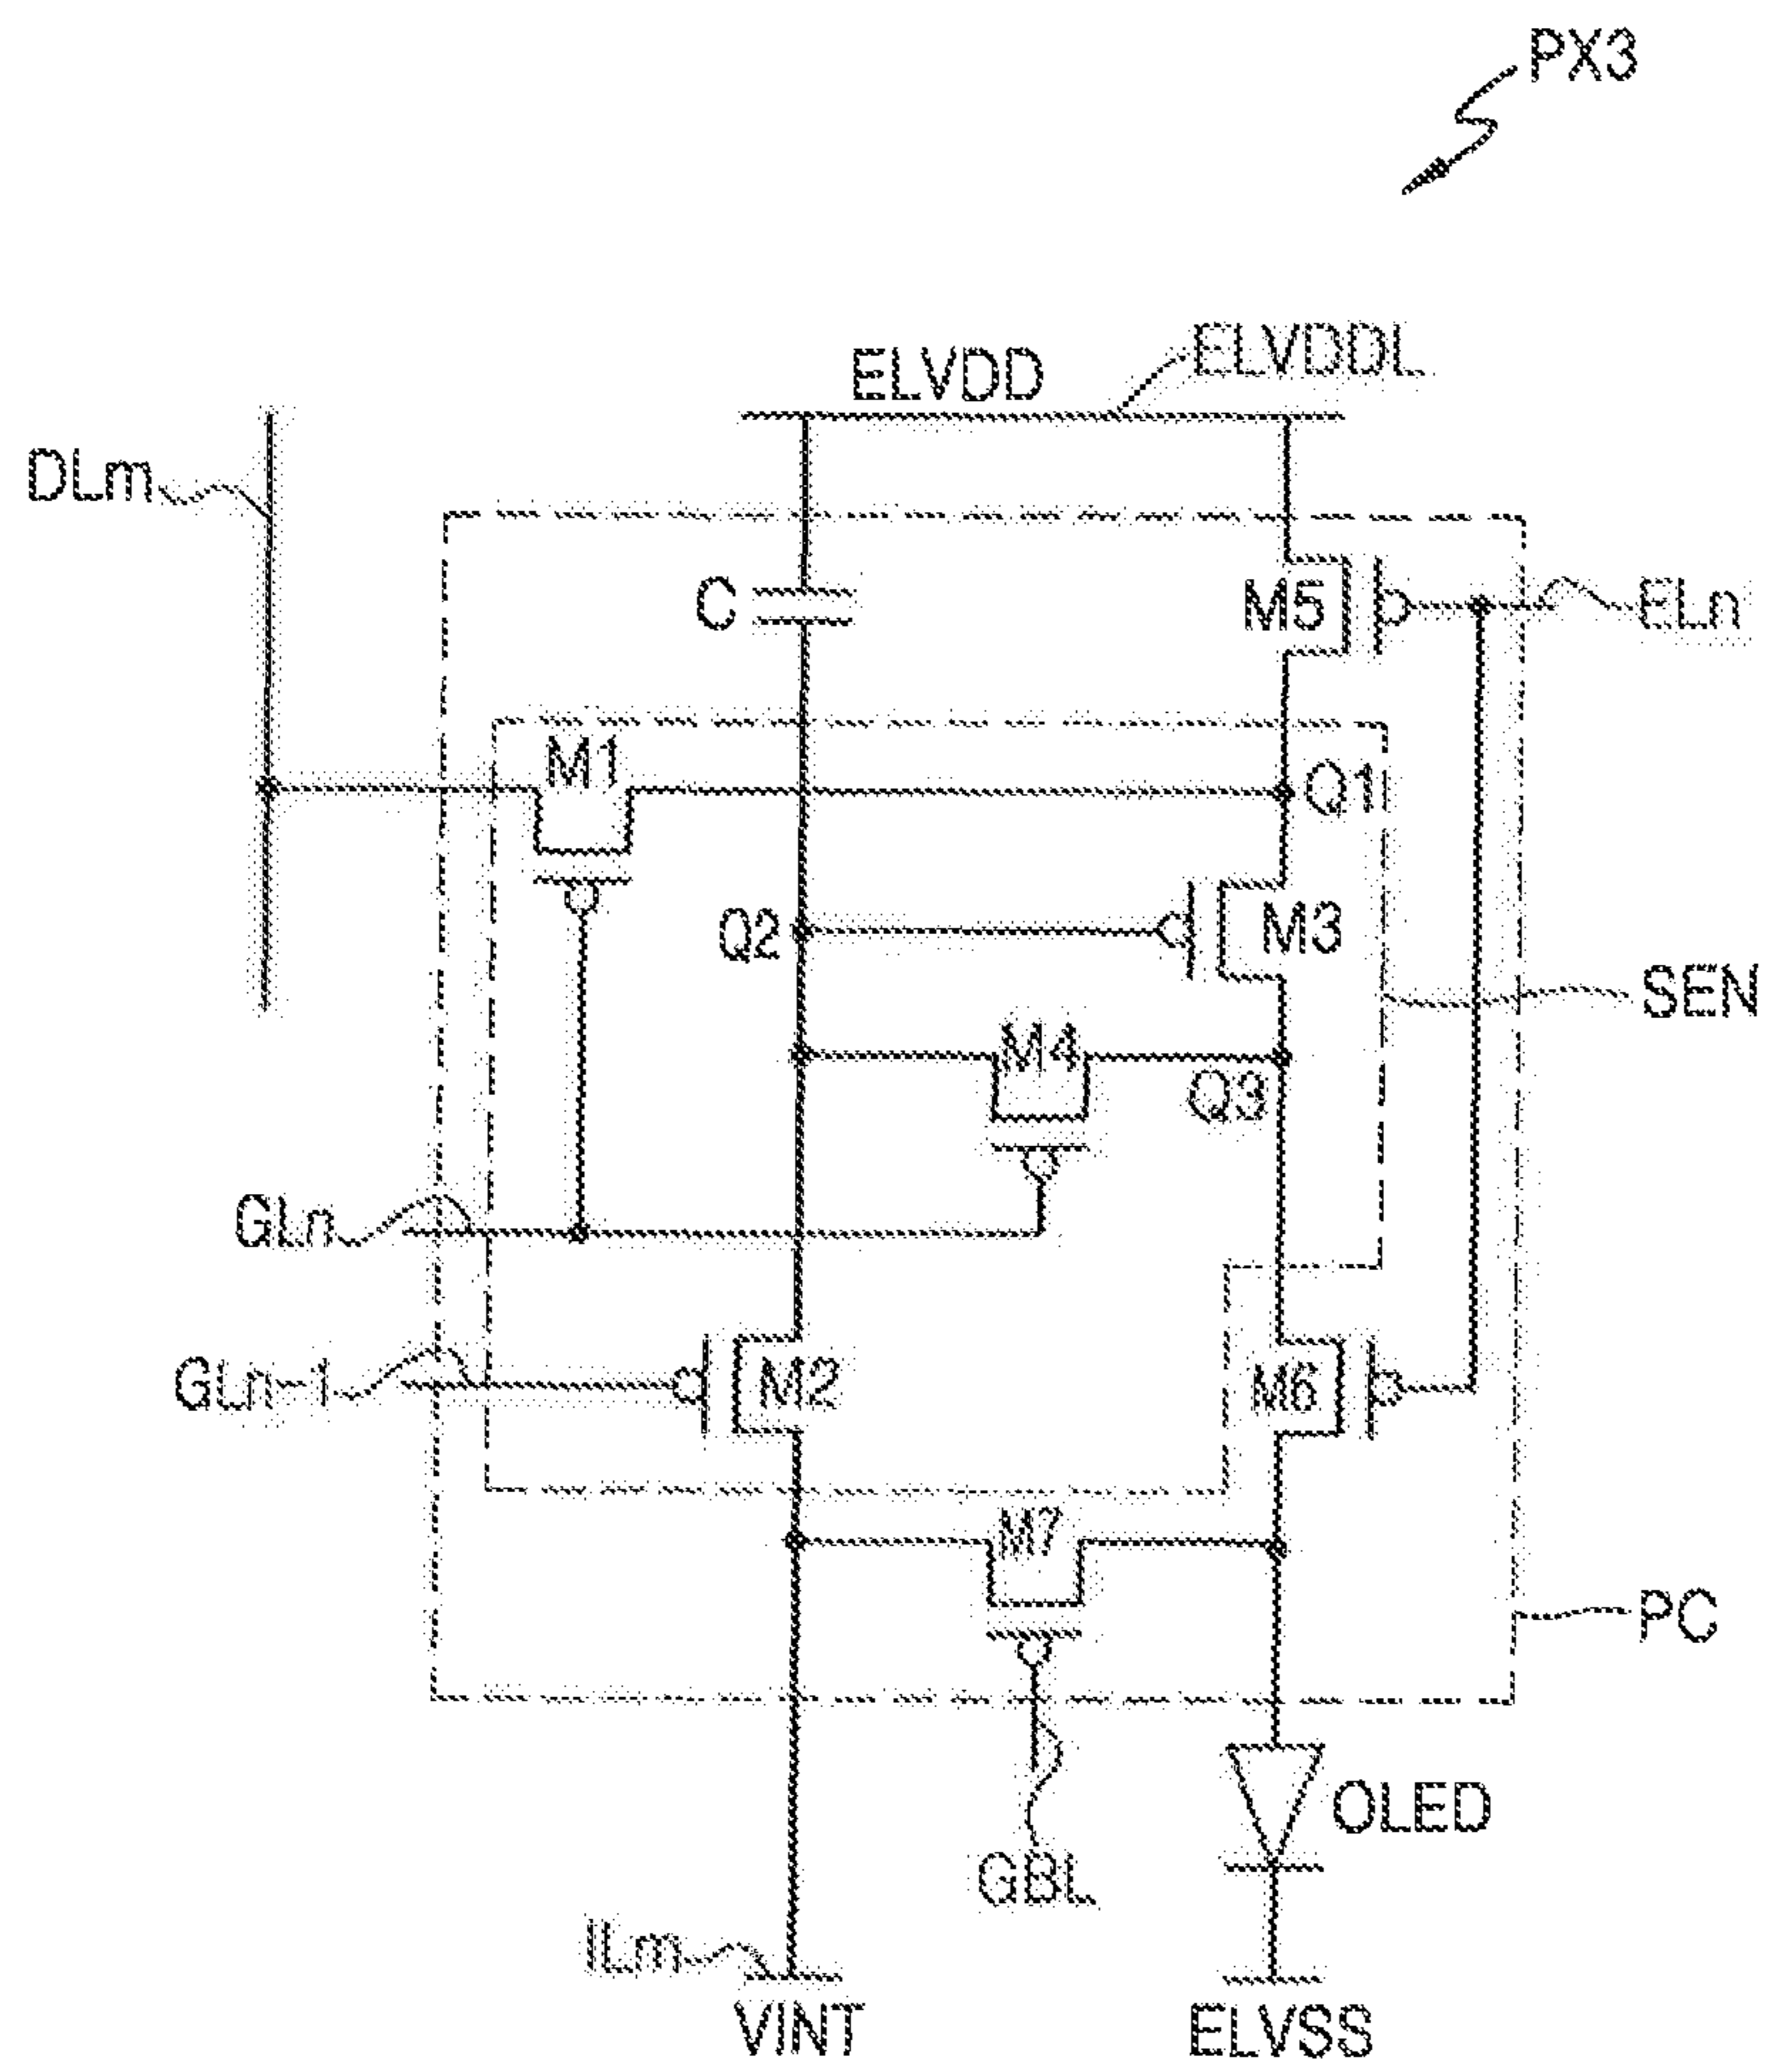 PX3
ELVDD
ELVDDL
DLm
C
M5
ELn
M1
Q1
Q2
M3
SEN
M4
Q3
GLn
GLn-1
M2
M6
M7
PC
OLED
GBL
ILm
VINT
ELVSS